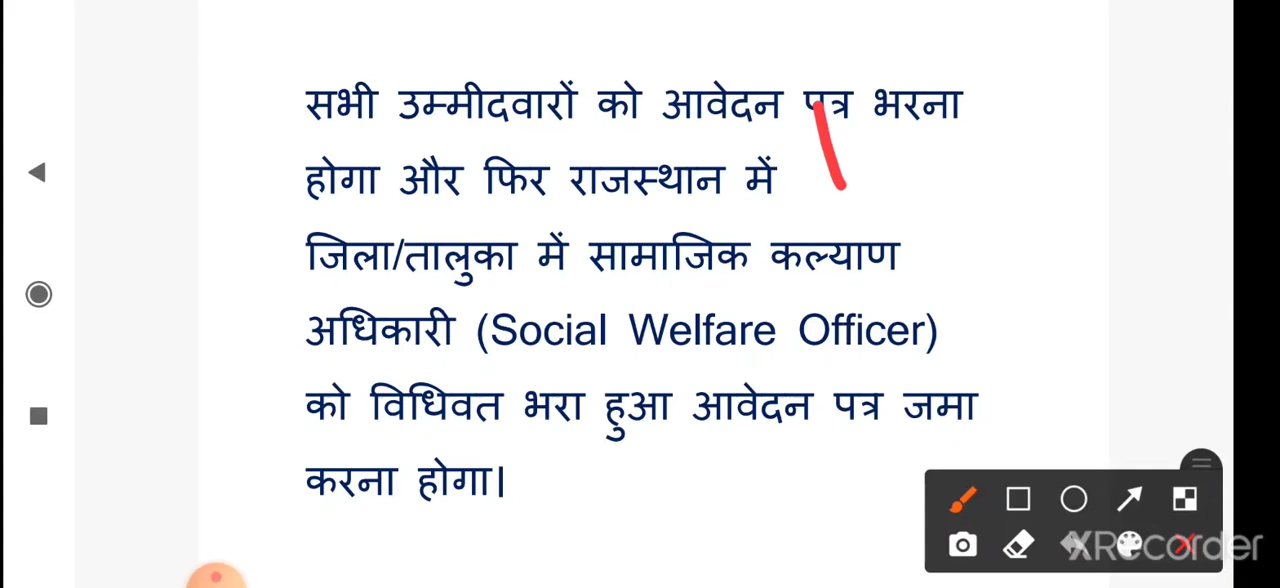 सभी उम्मीदवारों को आवेदन पत्र भरना
होगा और फिर राजस्थान में
जिला/तालुका में सामाजिक कल्याण
अधिकारी (Social Welfare Officer)
को विधिवत भरा हुआ आवेदन पत्र जमा
करना होगा।
XRecorder